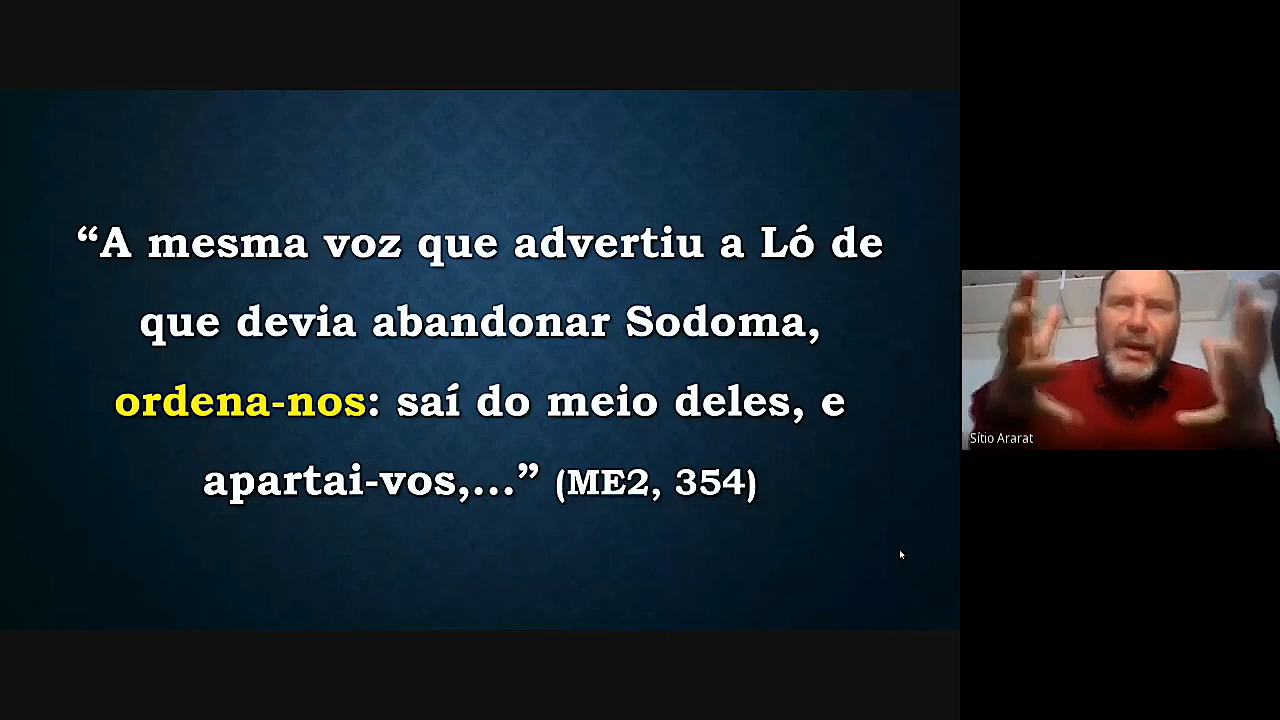 “A mesma voz que advertiu a Ló de
que devia abandonar Sodoma,
ordena-nos: saí do meio deles, e
apartai-vos,...” (ME2, 354)
Sítio Ararat